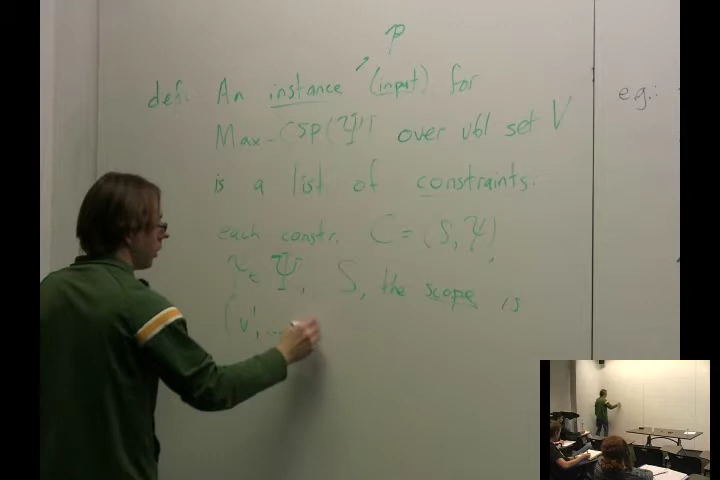 P
def: An instance (input) for
Max-CSP(Ψ) over vbl set V
is a list of constraints:
each constr. C = (S, ψ),
ψ ∈ Ψ, S, the scope is
(v',...
e.g.: